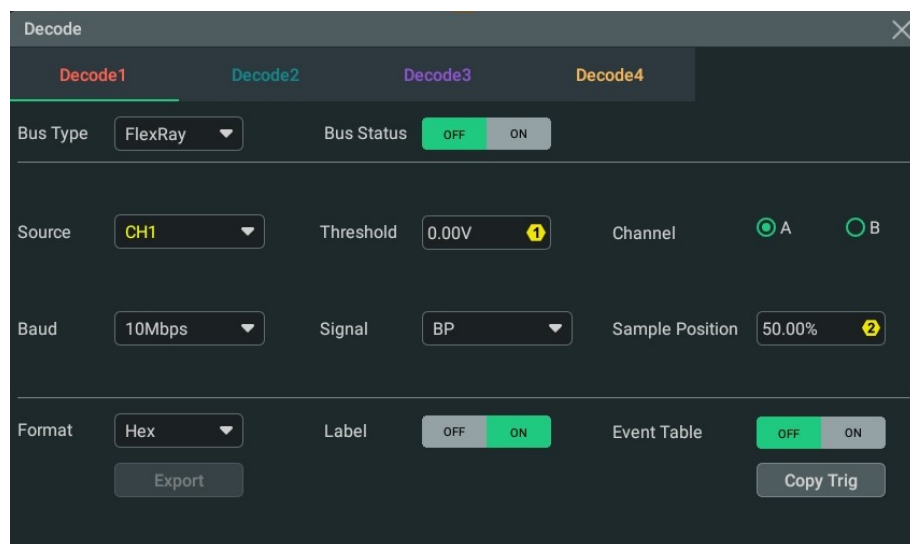 Decode
Decode1 Decode2 Decode3 Decode4
Bus Type FlexRay Bus Status OFF ON
Source CH1 Threshold 0.00V 1 Channel A B
Baud 10Mbps Signal BP Sample Position 50.00% 2
Format Hex Label OFF ON Event Table OFF ON
Export Copy Trig